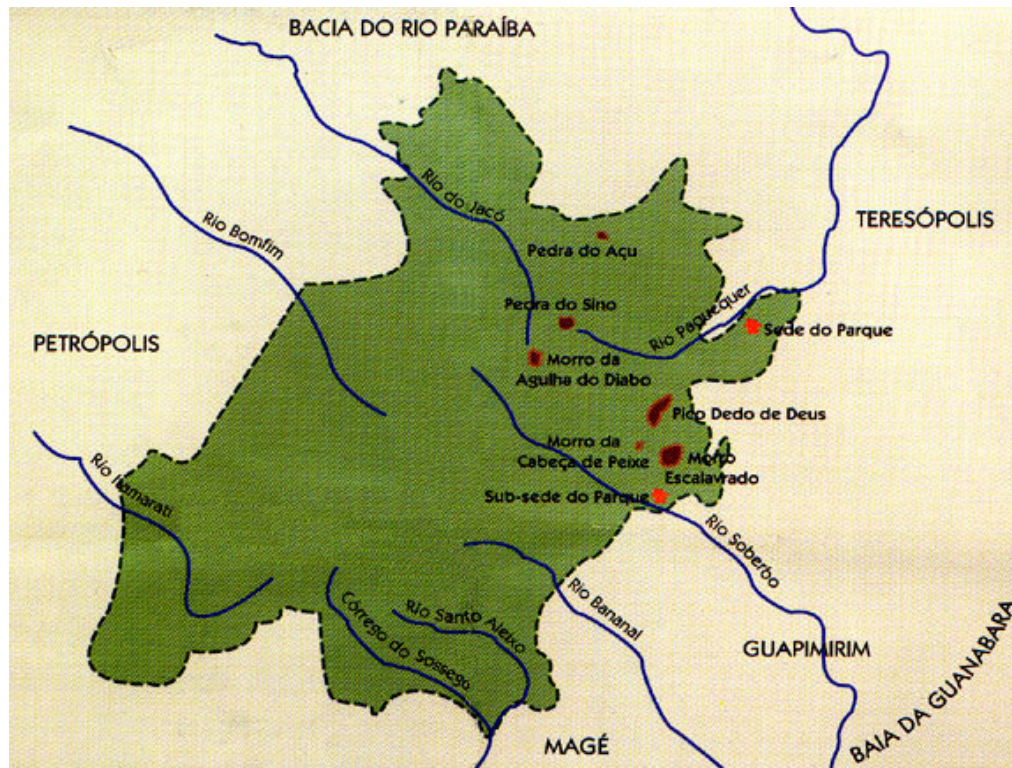 BACIA DO RIO PARAÍBA
Rio do Jacó
TERESÓPOLIS
Rio Bomfim
Pedra do Açu
Pedra do Sino
Rio Paquequer
Sede do Parque
PETRÓPOLIS
Morro da
Agulha do Diabo
Pico Dedo de Deus
Morro da
Cabeça de Peixe
Morro
Escalavrado
Rio Itamarati
Sub-sede do Parque
Rio Soberbo
Rio Bananal
Rio Santo Aleixo
Córrego do Sossego
GUAPIMIRIM
BAIA DA GUANABARA
MAGÉ